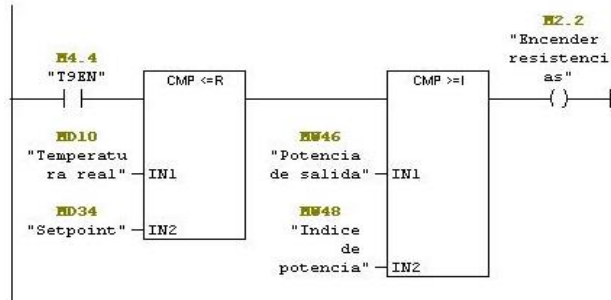 M2.2
"Encender
resistenci
as"
M4.4
"T9EN"
CMP <=R
CMP >=I
MD10
"Temperatu
ra real"
IN1
MW46
"Potencia
de salida"
IN1
MD34
"Setpoint"
IN2
MW48
"Indice
de
potencia"
IN2